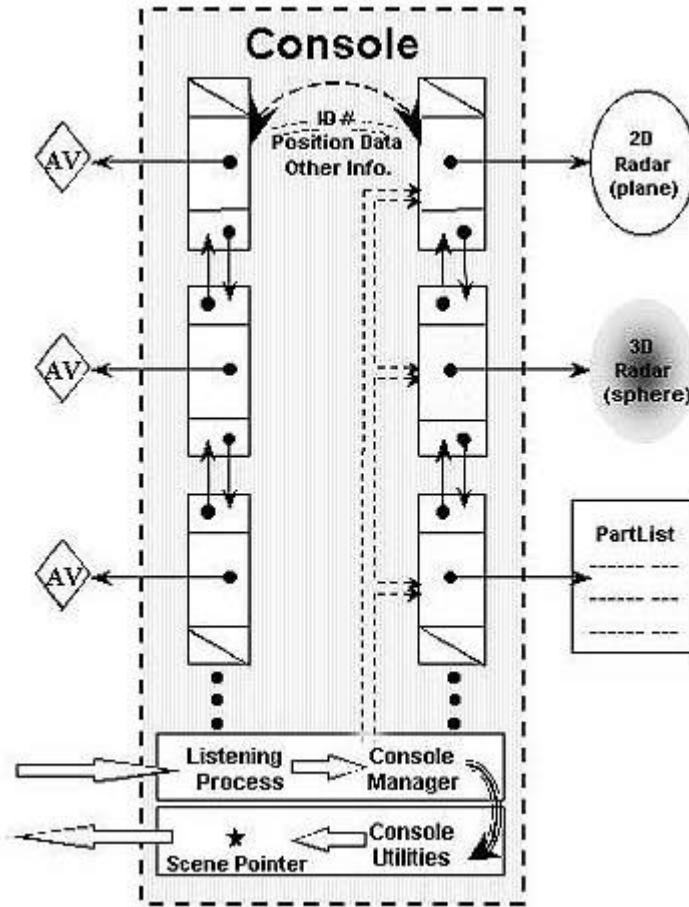 Console
ID #
Position Data
Other Info.
AV
2D
Radar
(plane)
AV
3D
Radar
(sphere)
AV
PartList
Listening
Process
Console
Manager
Scene Pointer
Console
Utilities